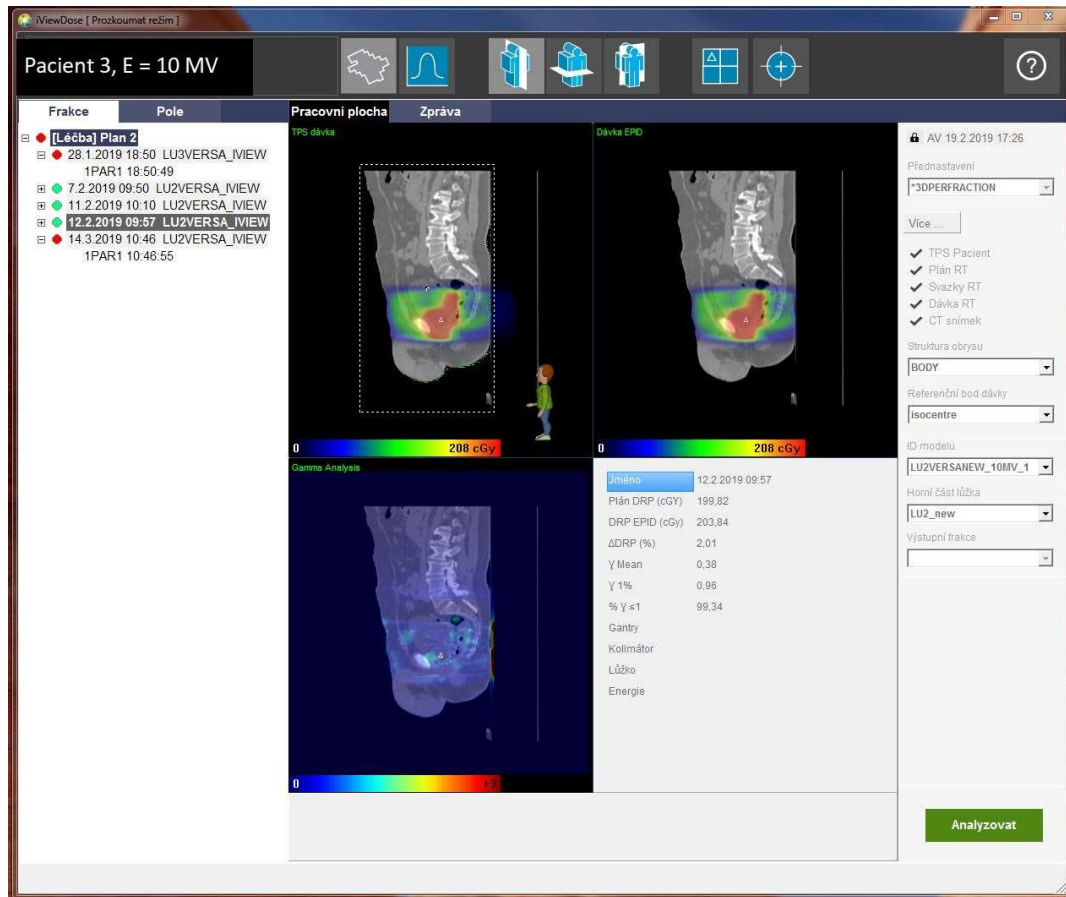 iViewDose [ Prozkoumat režim ]
Pacient 3, E = 10 MV
?
Frakce
Pole
[Léčba] Plan 2
28.1.2019 18:50 LU3VERSA_IVIEW
1PAR1 18:50:49
7.2.2019 09:50 LU2VERSA_IVIEW
11.2.2019 10:10 LU2VERSA_IVIEW
12.2.2019 09:57 LU2VERSA_IVIEW
14.3.2019 10:46 LU2VERSA_IVIEW
1PAR1 10:46:55
Pracovní plocha
Zpráva
TPS dávka
0 208 cGy
Dávka EPID
0 208 cGy
Gamma Analysis
0 +3
Jméno 12.2.2019 09:57
Plán DRP (cGY) 199,82
DRP EPID (cGy) 203,84
ΔDRP (%) 2,01
γ Mean 0,38
γ 1% 0,96
% γ ≤1 99,34
Gantry
Kolimátor
Lůžko
Energie
AV 19.2.2019 17:26
Přednastavení
*3DPERFRACTION
Více ...
TPS Pacient
Plán RT
Svazky RT
Dávka RT
CT snímek
Struktura obrysu
BODY
Referenční bod dávky
isocentre
ID modelu
LU2VERSANEW_10MV_1
Horní část lůžka
LU2_new
Výstupní frakce
Analyzovat